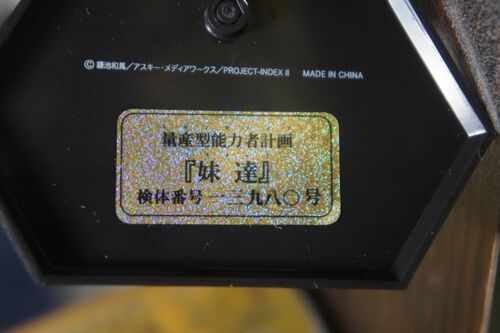 © 鎌池和馬／アスキー・メディアワークス／PROJECT-INDEX II MADE IN CHINA
量産型能力者計画
『妹達』
検体番号一二九八〇号